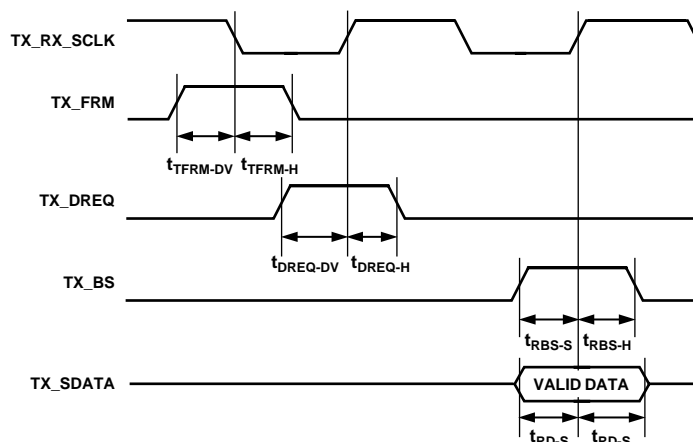 TX_RX_SCLK
TX_FRM
tTFRM-DV tTFRM-H
TX_DREQ
tDREQ-DV tDREQ-H
TX_BS
tRBS-S tRBS-H
TX_SDATA VALID DATA
tRD-S tRD-S